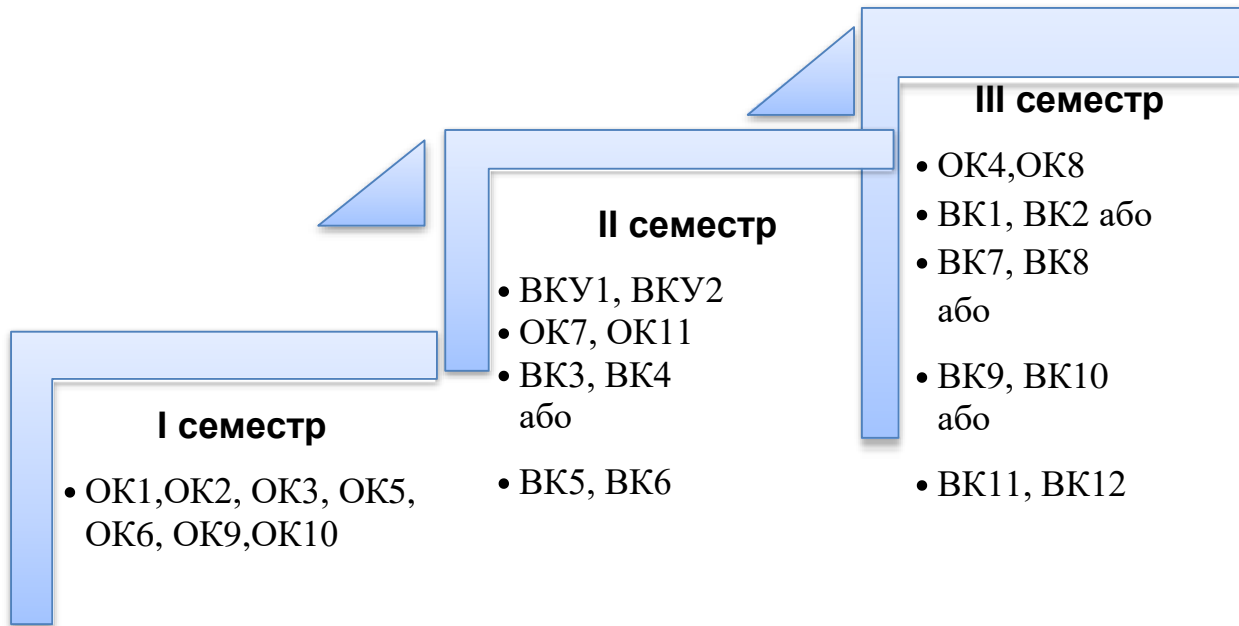 I семестр
• ОК1,ОК2, ОК3, ОК5,
ОК6, ОК9,ОК10
II семестр
• ВКУ1, ВКУ2
• ОК7, ОК11
• ВК3, ВК4
або
• ВК5, ВК6
III семестр
• ОК4,ОК8
• ВК1, ВК2 або
• ВК7, ВК8
або
• ВК9, ВК10
або
• ВК11, ВК12